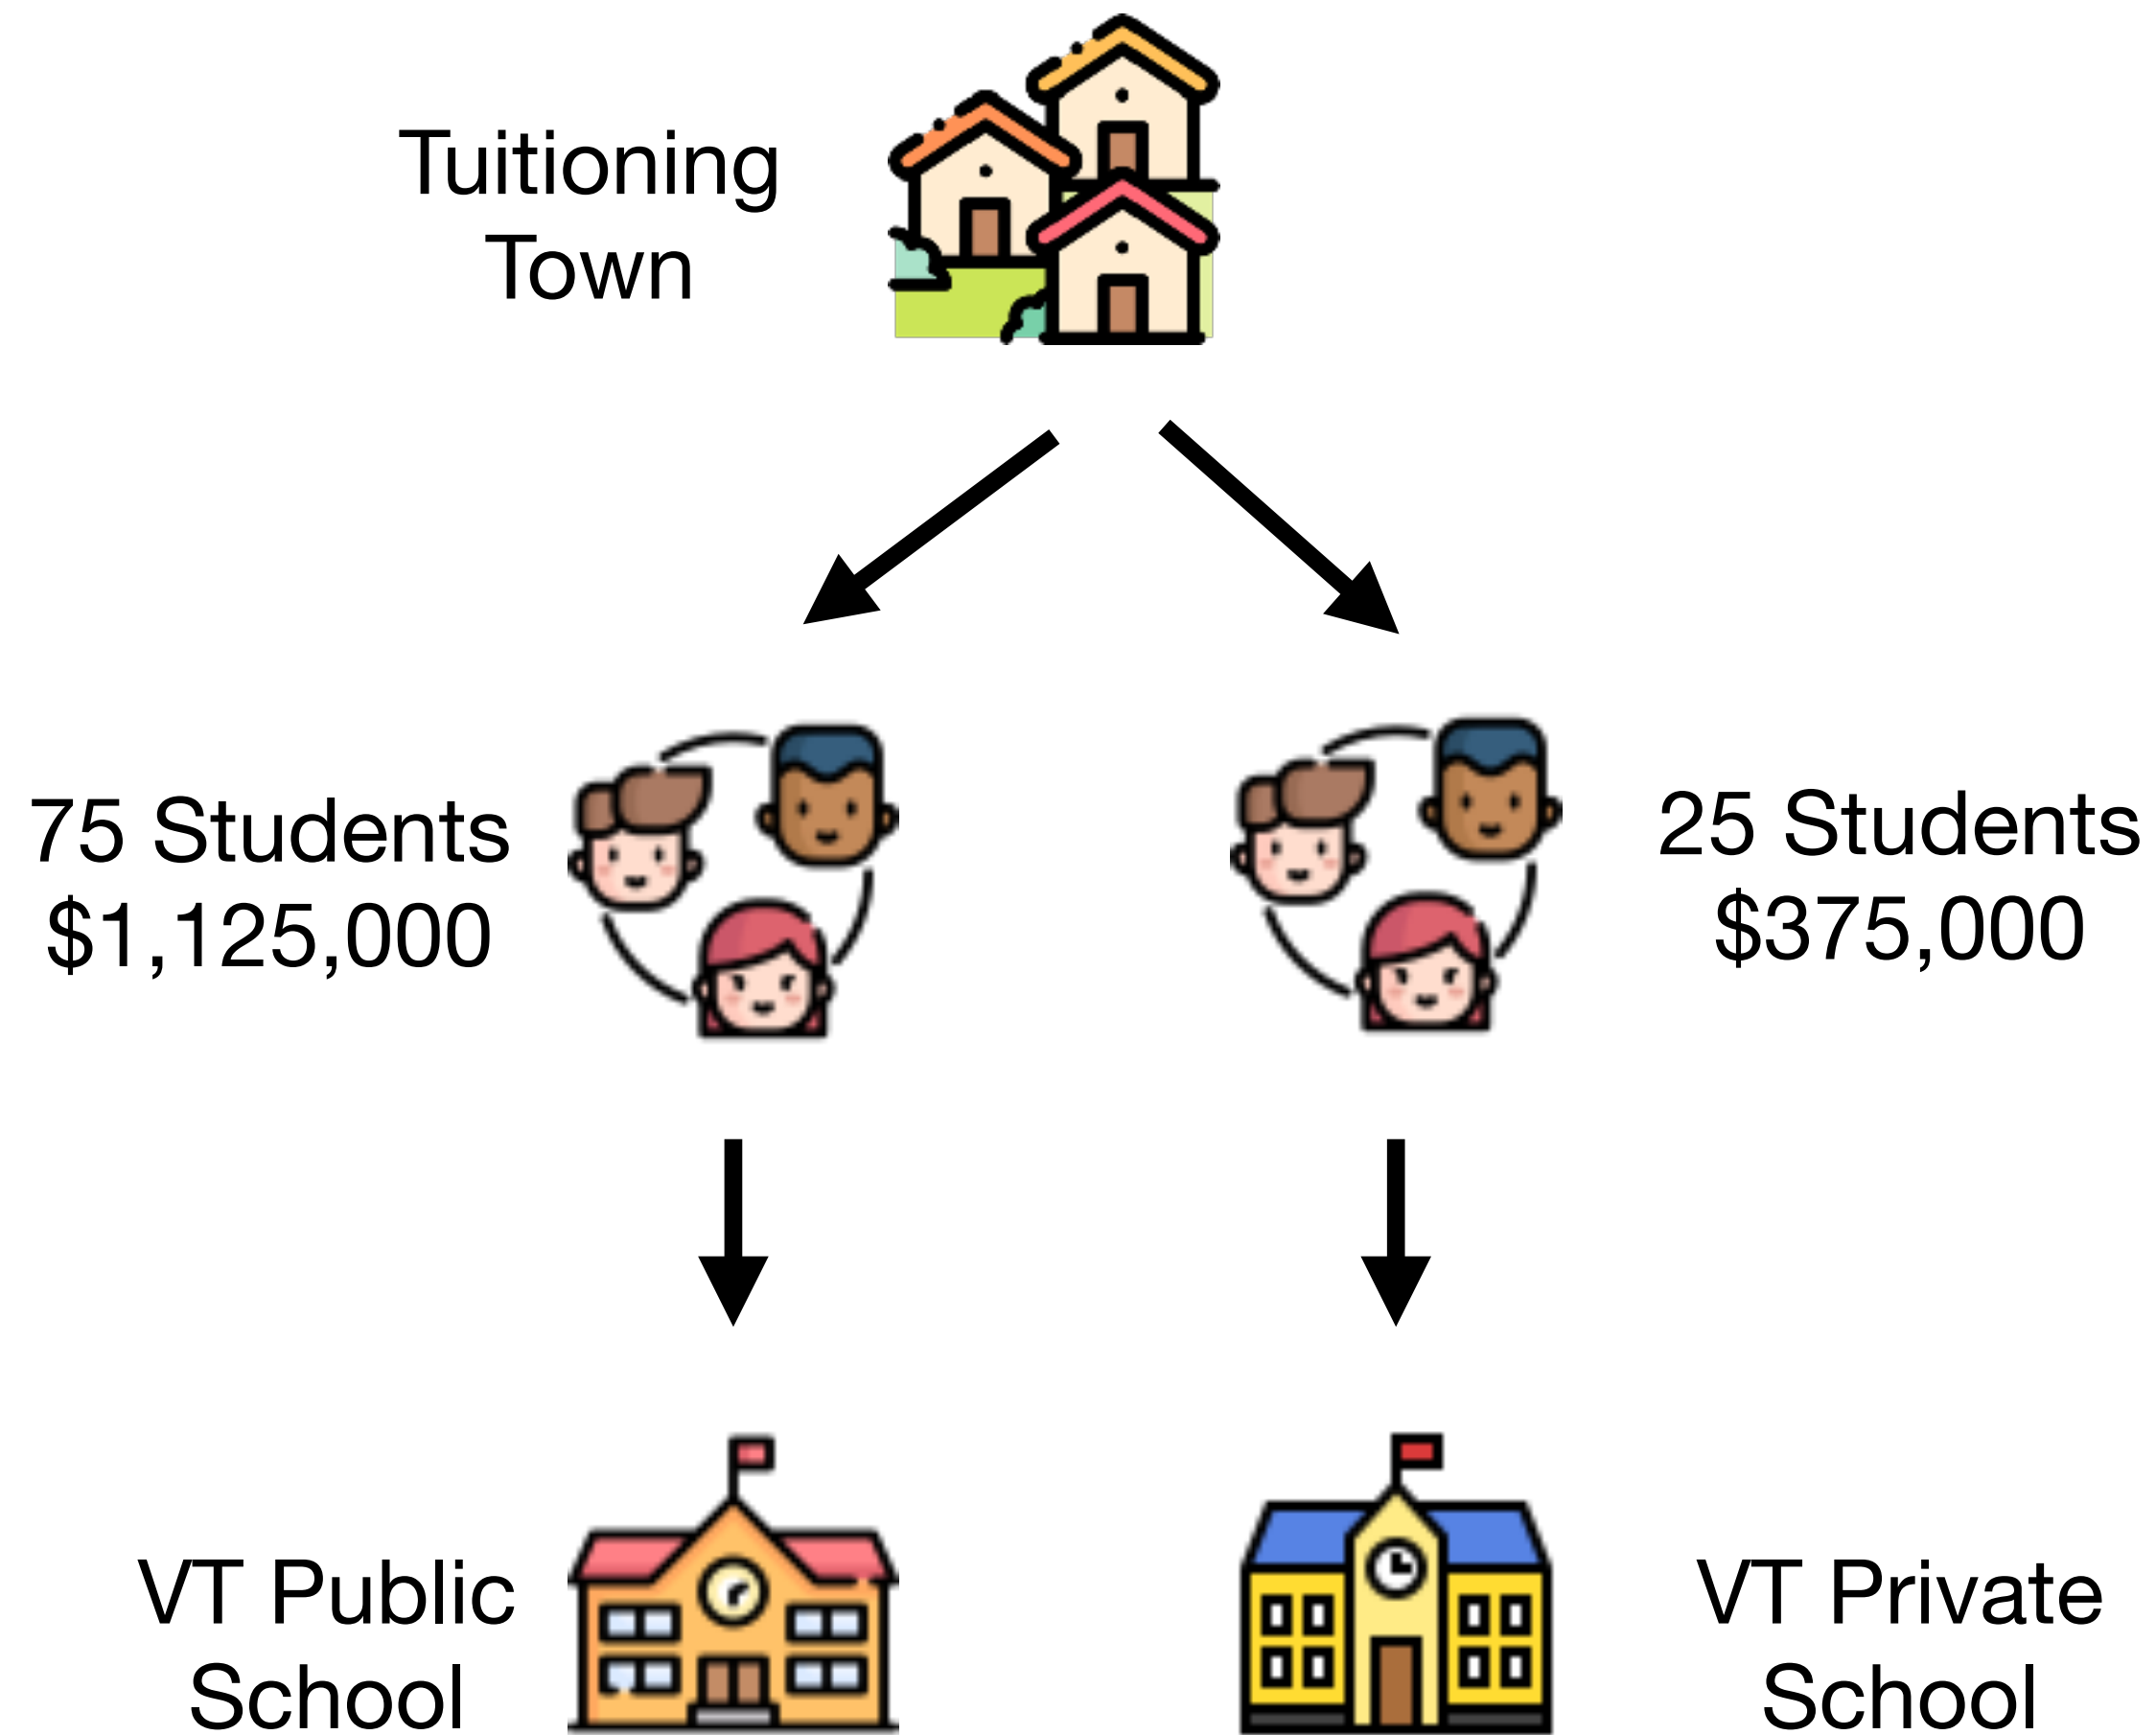 Tuitioning
Town
75 Students
$1,125,000
25 Students
$375,000
VT Public
School
VT Private
School